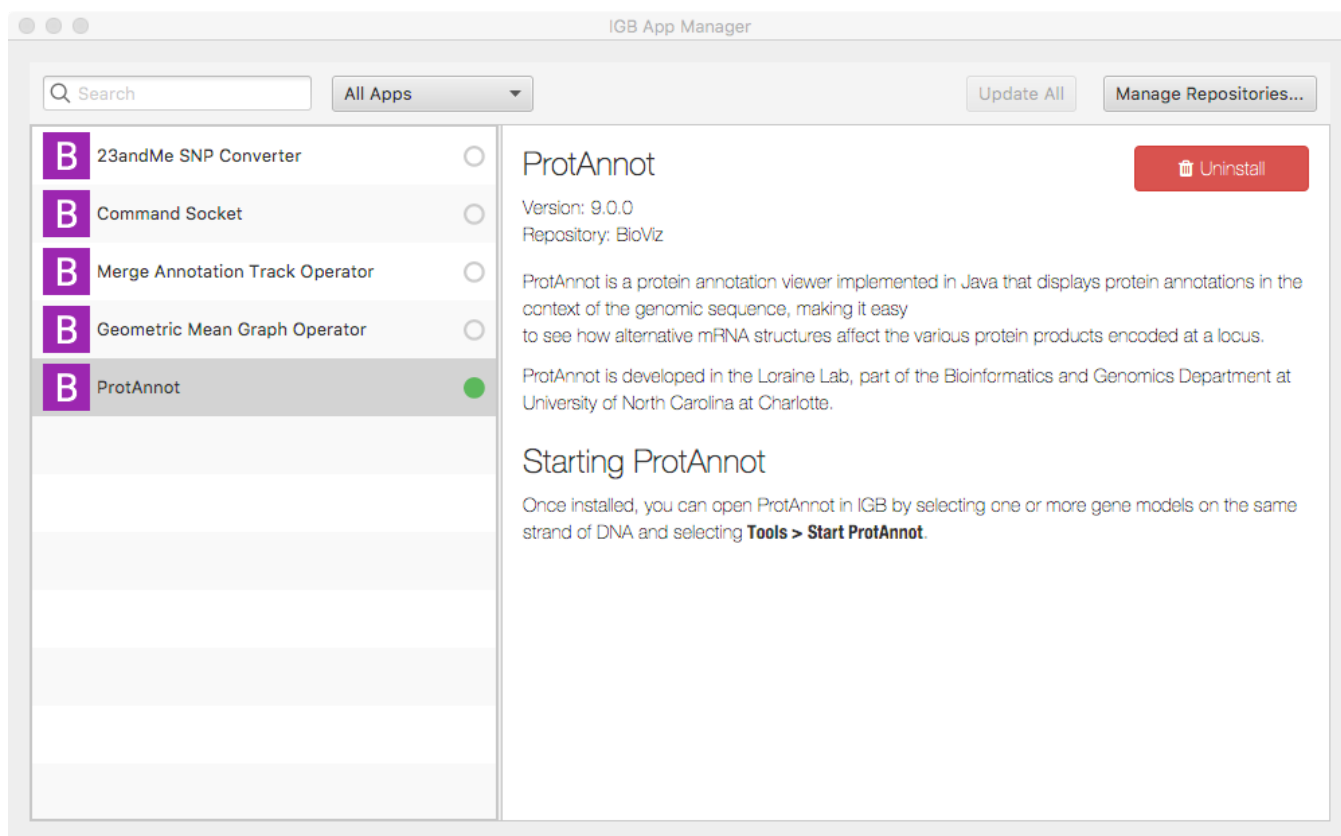 IGB App Manager
Search
All Apps
Update All
Manage Repositories...
B 23andMe SNP Converter
B Command Socket
B Merge Annotation Track Operator
B Geometric Mean Graph Operator
B ProtAnnot
ProtAnnot
Uninstall
Version: 9.0.0
Repository: BioViz
ProtAnnot is a protein annotation viewer implemented in Java that displays protein annotations in the
context of the genomic sequence, making it easy
to see how alternative mRNA structures affect the various protein products encoded at a locus.
ProtAnnot is developed in the Loraine Lab, part of the Bioinformatics and Genomics Department at
University of North Carolina at Charlotte.
Starting ProtAnnot
Once installed, you can open ProtAnnot in IGB by selecting one or more gene models on the same
strand of DNA and selecting Tools > Start ProtAnnot.